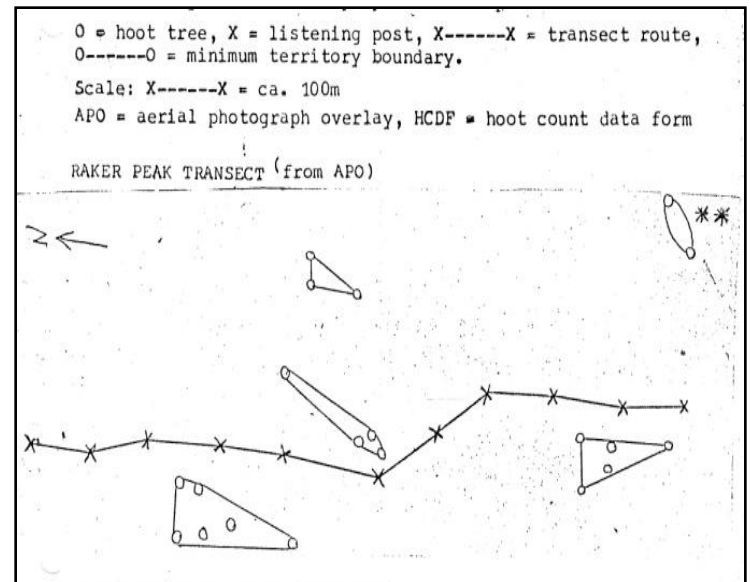 O = hoot tree, X = listening post, X------X = transect route,
O------O = minimum territory boundary.
Scale: X------X = ca. 100m
APO = aerial photograph overlay, HCDF = hoot count data form
RAKER PEAK TRANSECT (from APO)
**
N